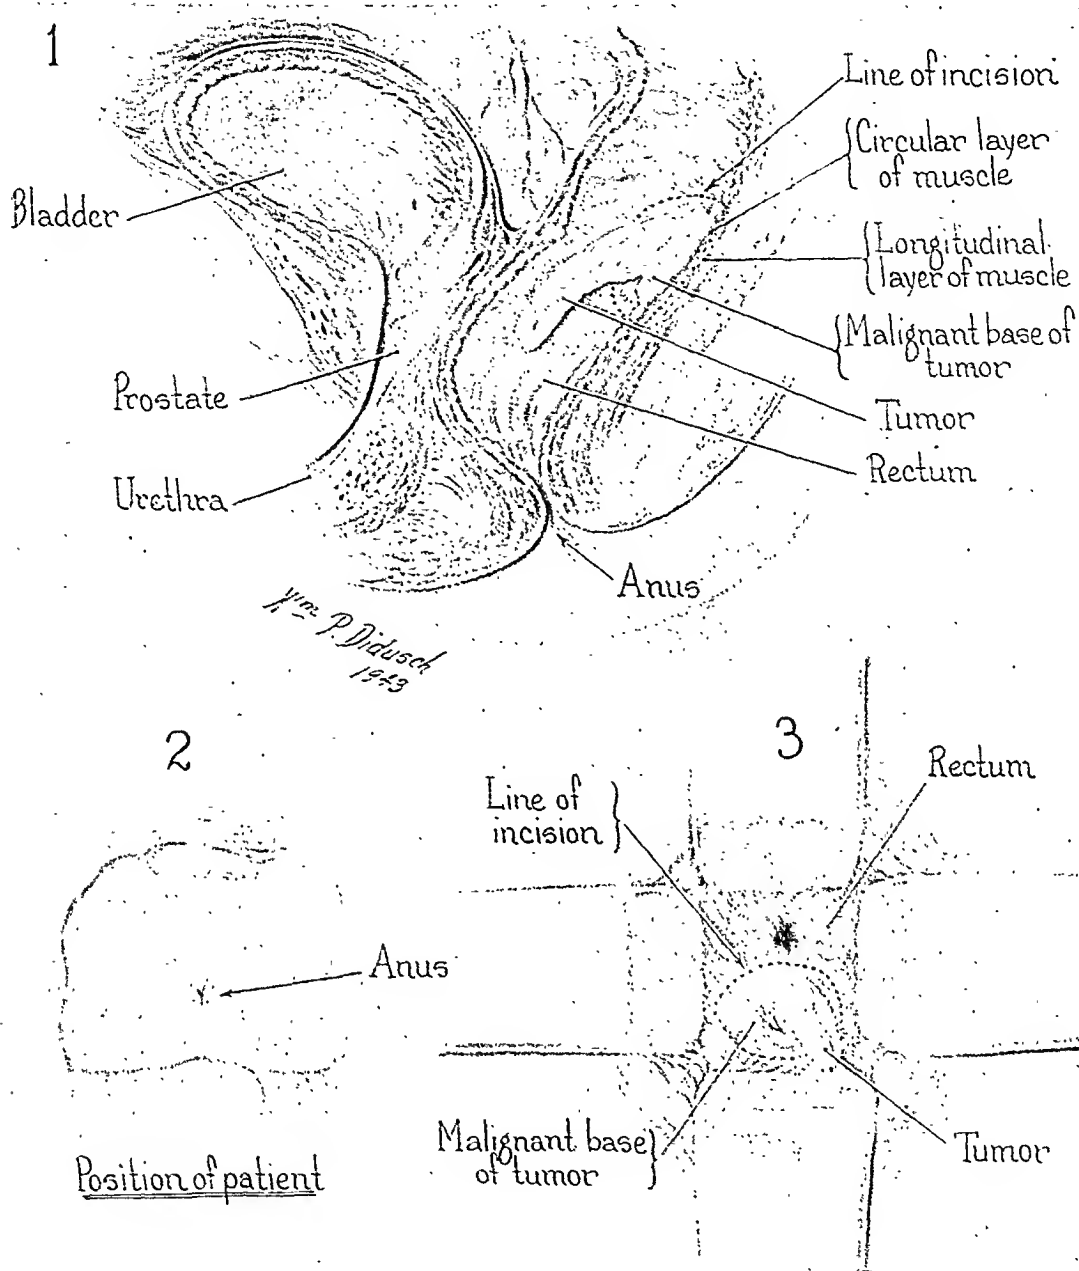 1
Line of incision
Circular layer
of muscle
Bladder
Longitudinal
layer of muscle
Malignant base of
tumor
Prostate
Tumor
Rectum
Urethra
Anus
Wm P. Didusch
1943
2
3
Rectum
Line of
incision
Anus
Malignant base
of tumor
Tumor
Position of patient